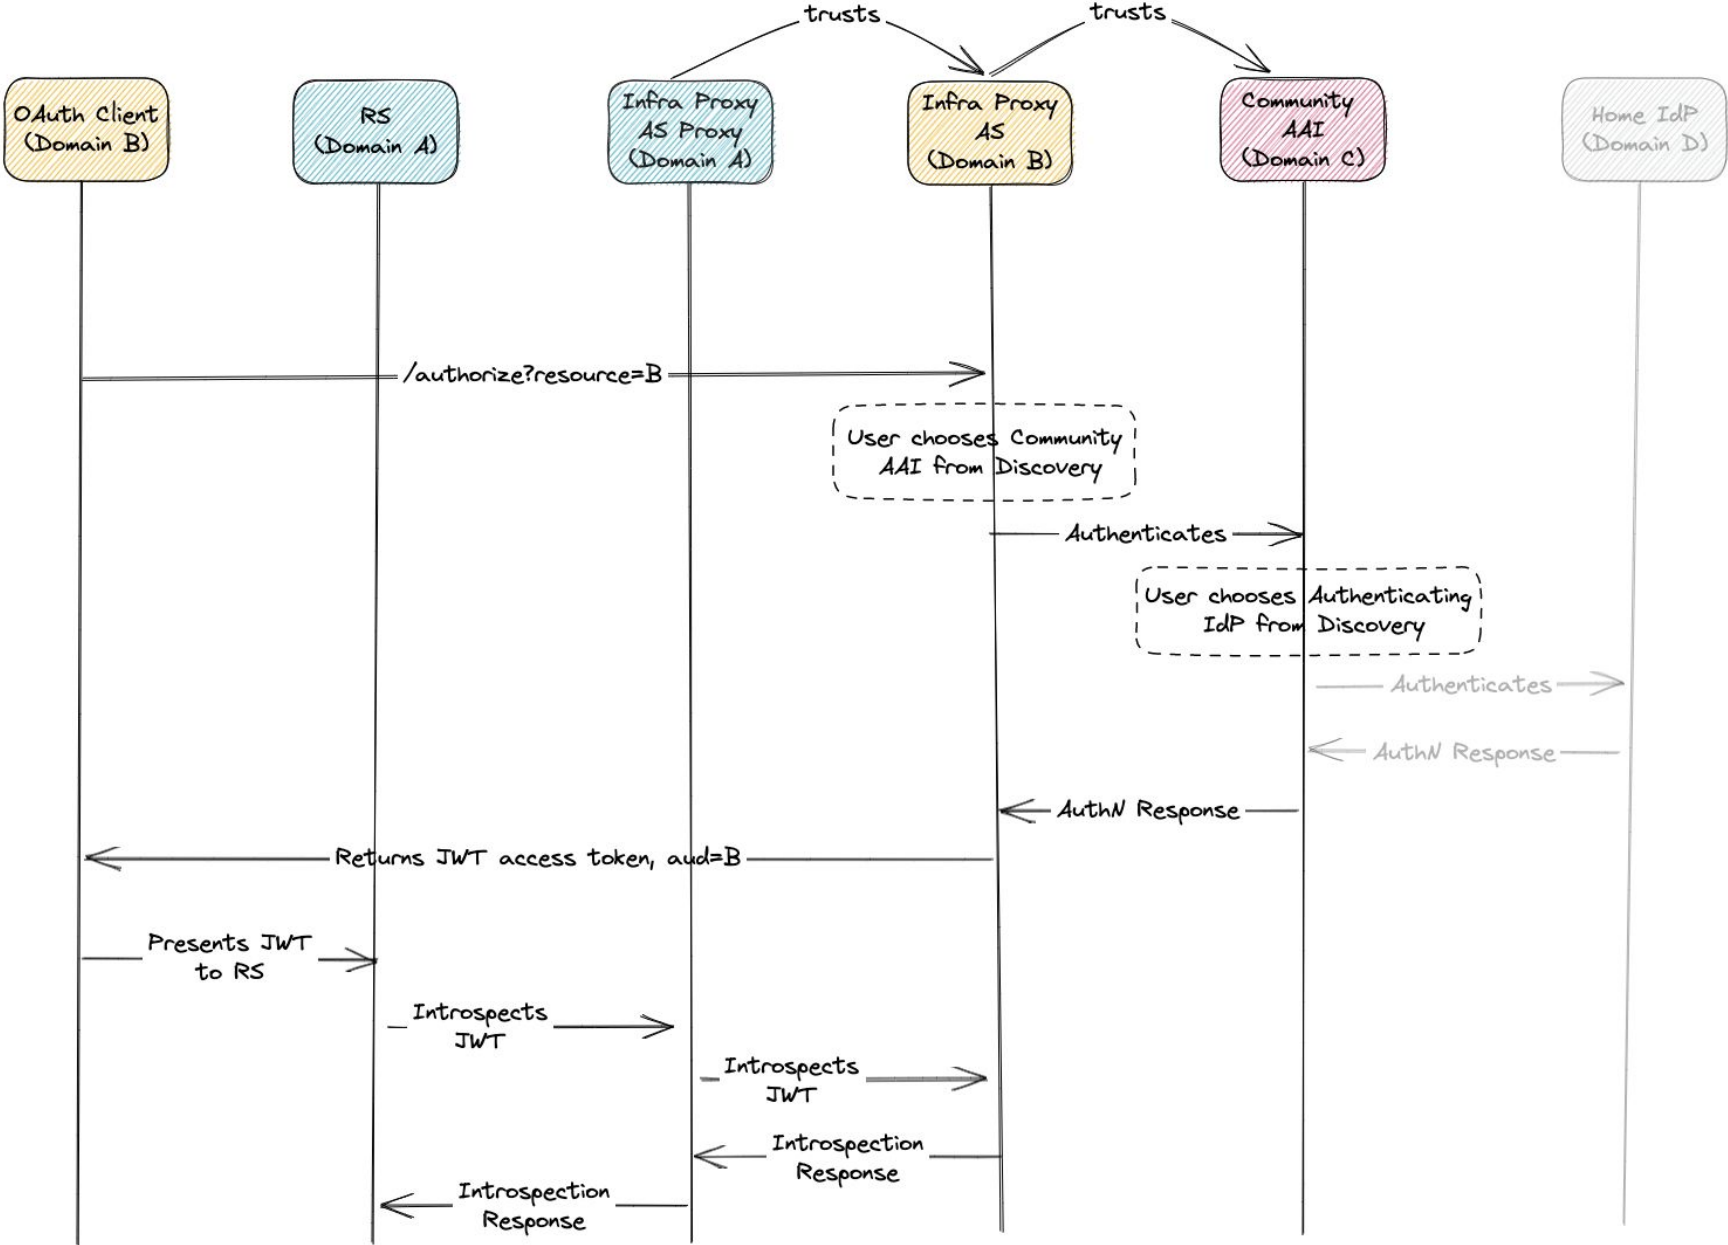 trusts
trusts
OAuth Client
(Domain B)
RS
(Domain A)
Infra Proxy
AS Proxy
(Domain A)
Infra Proxy
AS
(Domain B)
Community
AAI
(Domain C)
Home IdP
(Domain D)
/authorize?resource=B
User chooses Community
AAI from Discovery
Authenticates
User chooses Authenticating
IdP from Discovery
Authenticates
AuthN Response
AuthN Response
Returns JWT access token, aud=B
Presents JWT
to RS
Introspects
JWT
Introspects
JWT
Introspection
Response
Introspection
Response